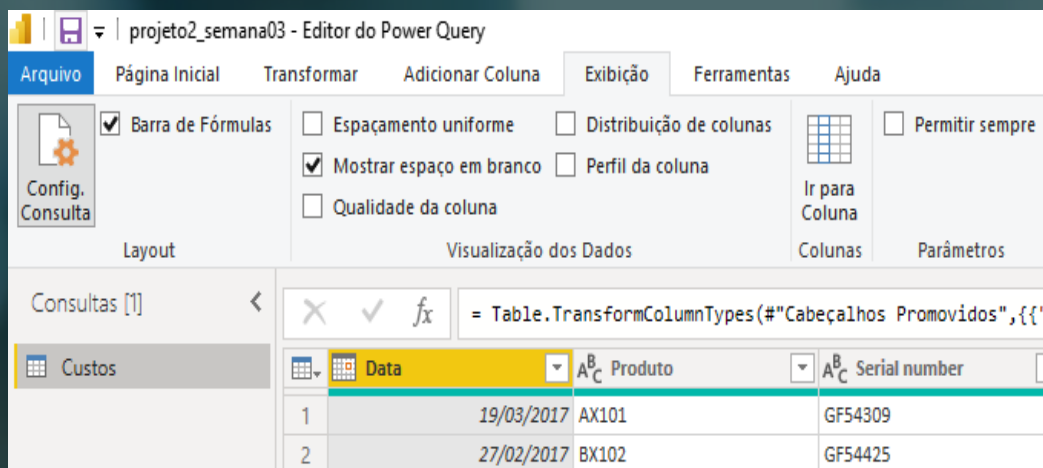 projeto2_semana03 - Editor do Power Query
Arquivo Página Inicial Transformar Adicionar Coluna Exibição Ferramentas Ajuda
Config. Consulta
Barra de Fórmulas
Layout
Espaçamento uniforme
Mostrar espaço em branco
Qualidade da coluna
Distribuição de colunas
Perfil da coluna
Visualização dos Dados
Ir para Coluna
Colunas
Permitir sempre
Parâmetros
Consultas [1]
fx = Table.TransformColumnTypes(#"Cabeçalhos Promovidos",{{"
Custos
Data ABC Produto ABC Serial number
1 19/03/2017 AX101 GF54309
2 27/02/2017 BX102 GF54425